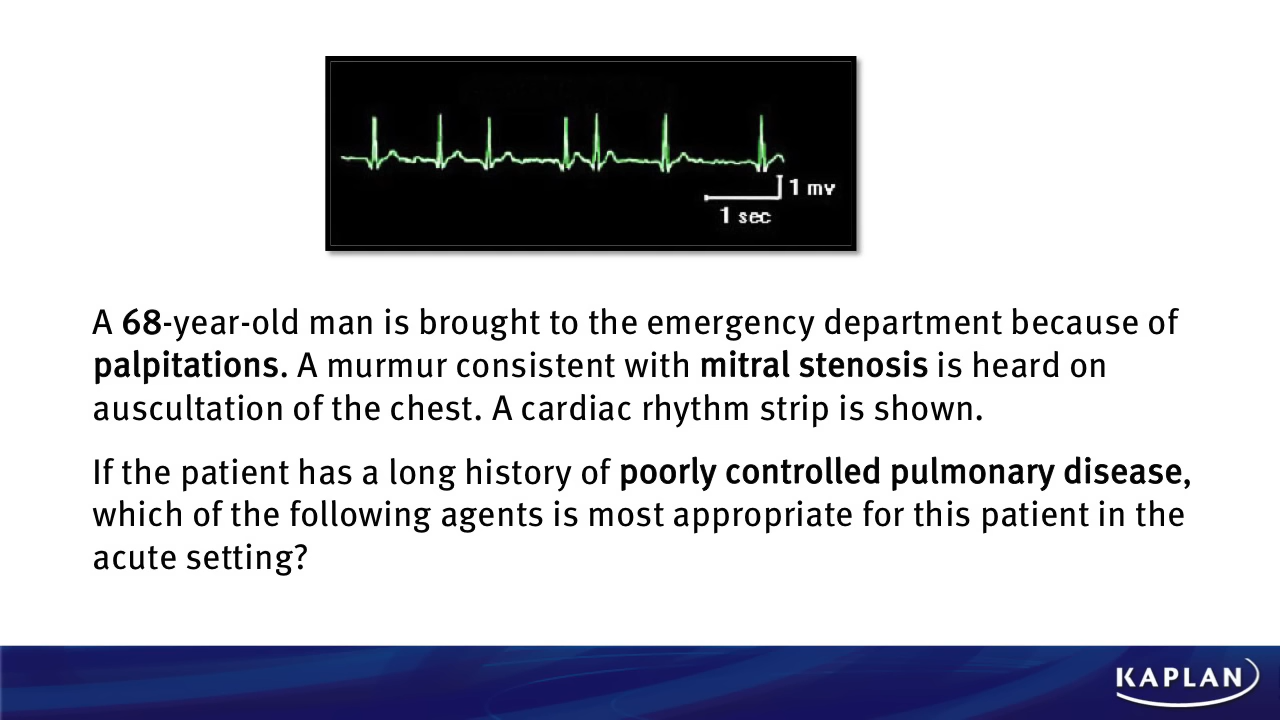 1 mv
1 sec
A 68-year-old man is brought to the emergency department because of
palpitations. A murmur consistent with mitral stenosis is heard on
auscultation of the chest. A cardiac rhythm strip is shown.
If the patient has a long history of poorly controlled pulmonary disease,
which of the following agents is most appropriate for this patient in the
acute setting?
KAPLAN